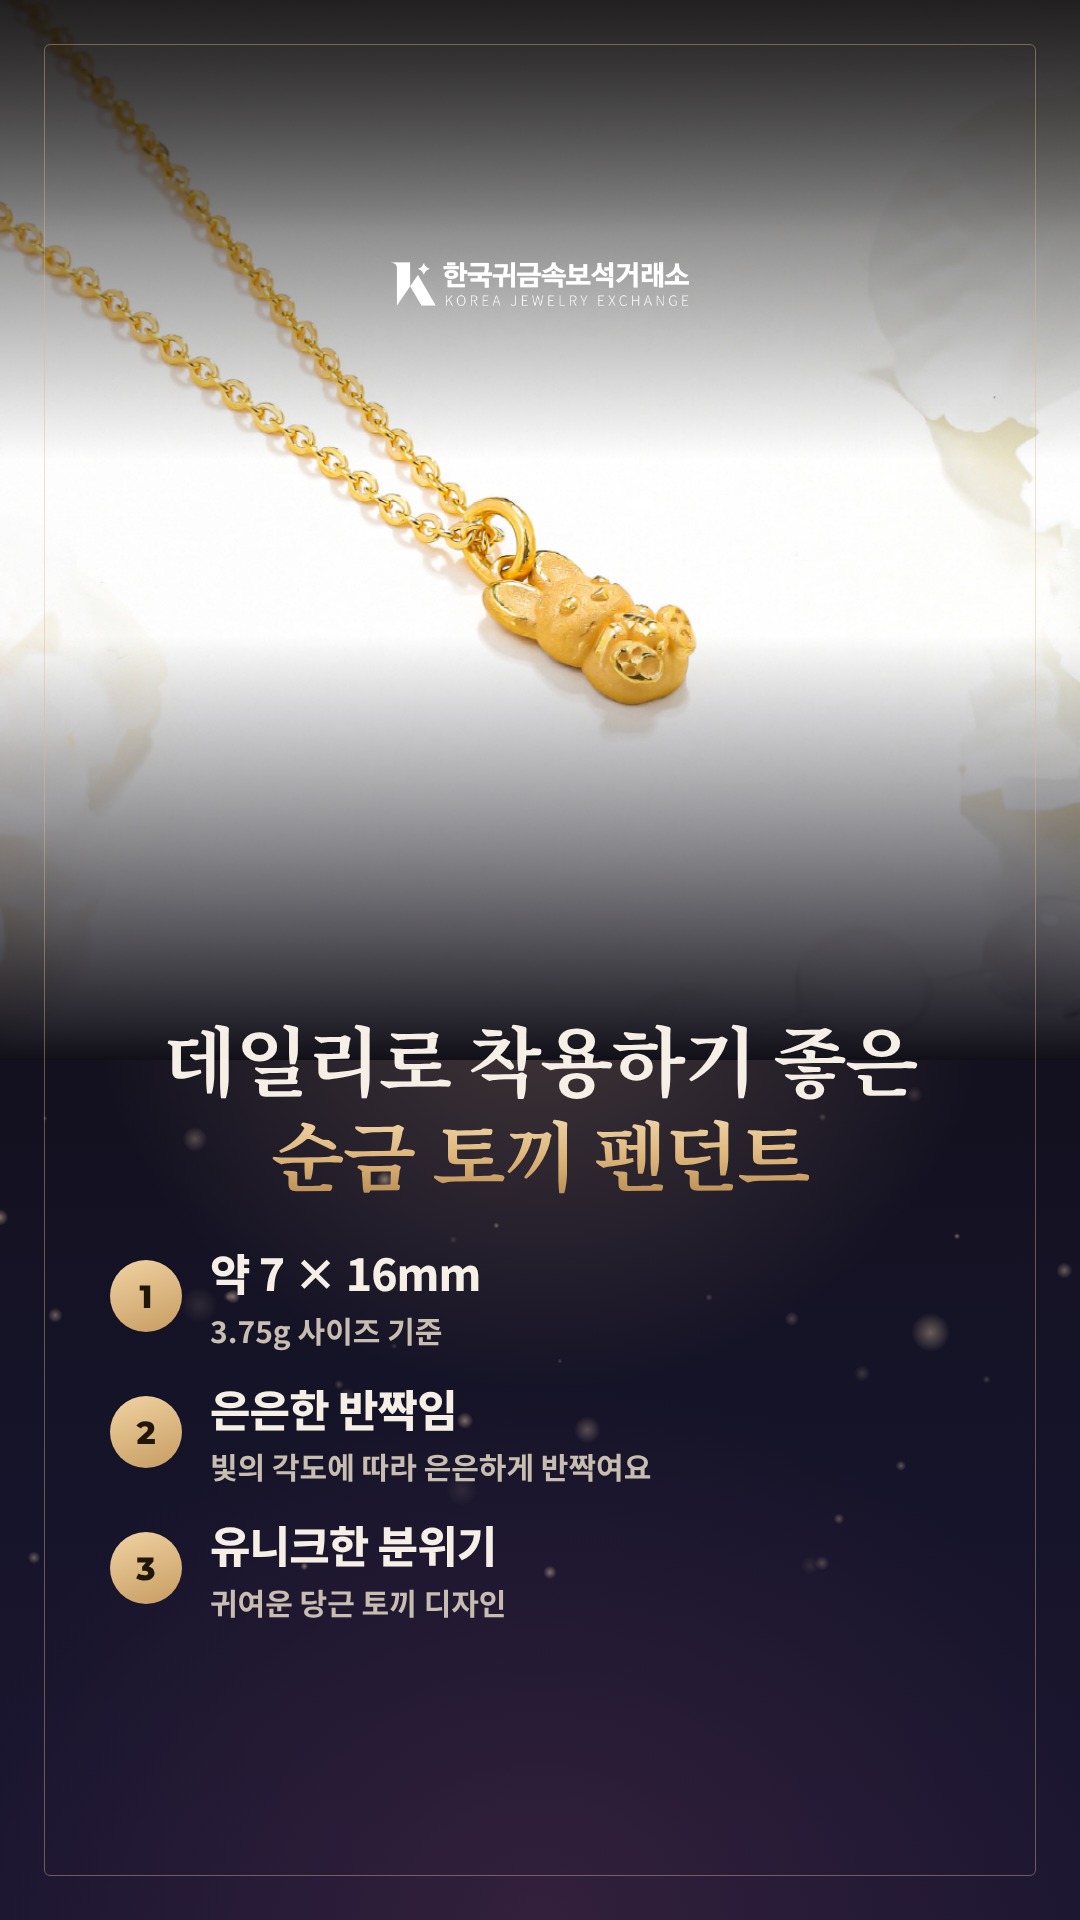 한국귀금속보석거래소
KOREA JEWELRY EXCHANGE
데일리로 착용하기 좋은
순금 토끼 펜던트
1
약 7 × 16mm
3.75g 사이즈 기준
2
은은한 반짝임
빛의 각도에 따라 은은하게 반짝여요
3
유니크한 분위기
귀여운 당근 토끼 디자인